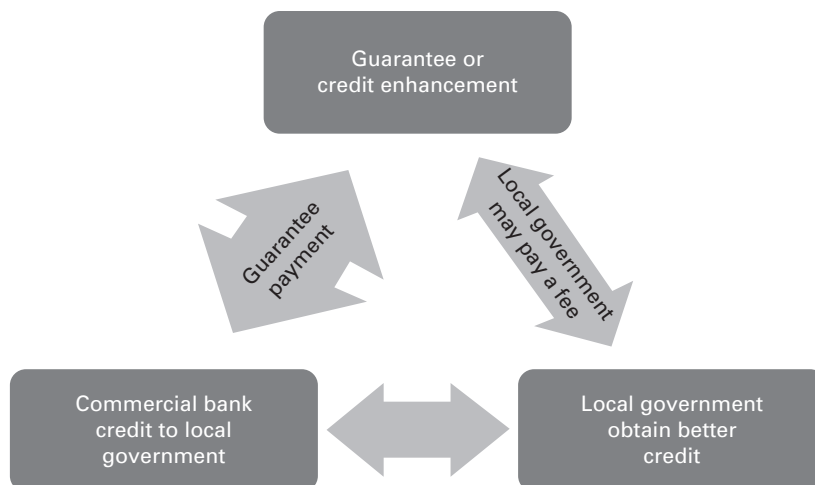 Guarantee or
credit enhancement
Guarantee
payment
Local government
may pay a fee
Commercial bank
credit to local
government
Local government
obtain better
credit